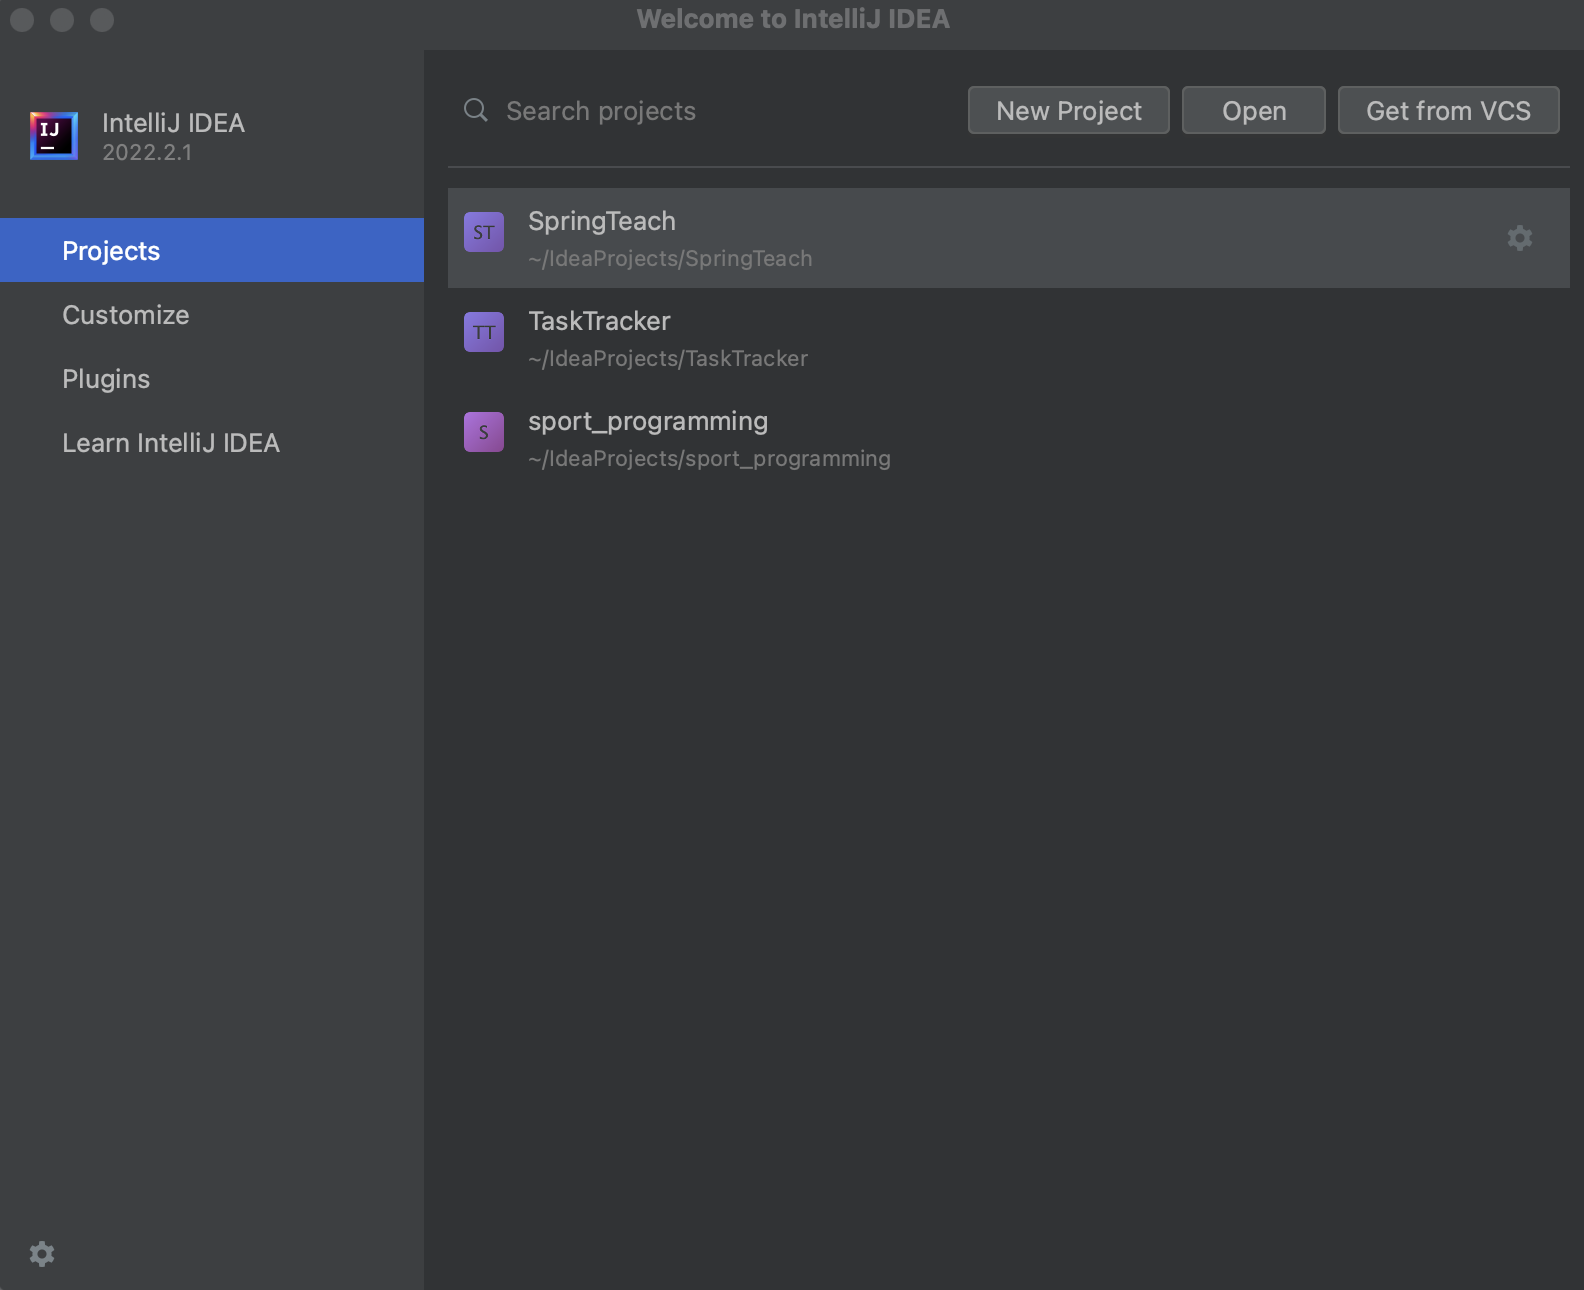 Welcome to IntelliJ IDEA
IJ
IntelliJ IDEA
2022.2.1
Projects
Customize
Plugins
Learn IntelliJ IDEA
Search projects
New Project
Open
Get from VCS
ST
SpringTeach
~/IdeaProjects/SpringTeach
TT
TaskTracker
~/IdeaProjects/TaskTracker
S
sport_programming
~/IdeaProjects/sport_programming